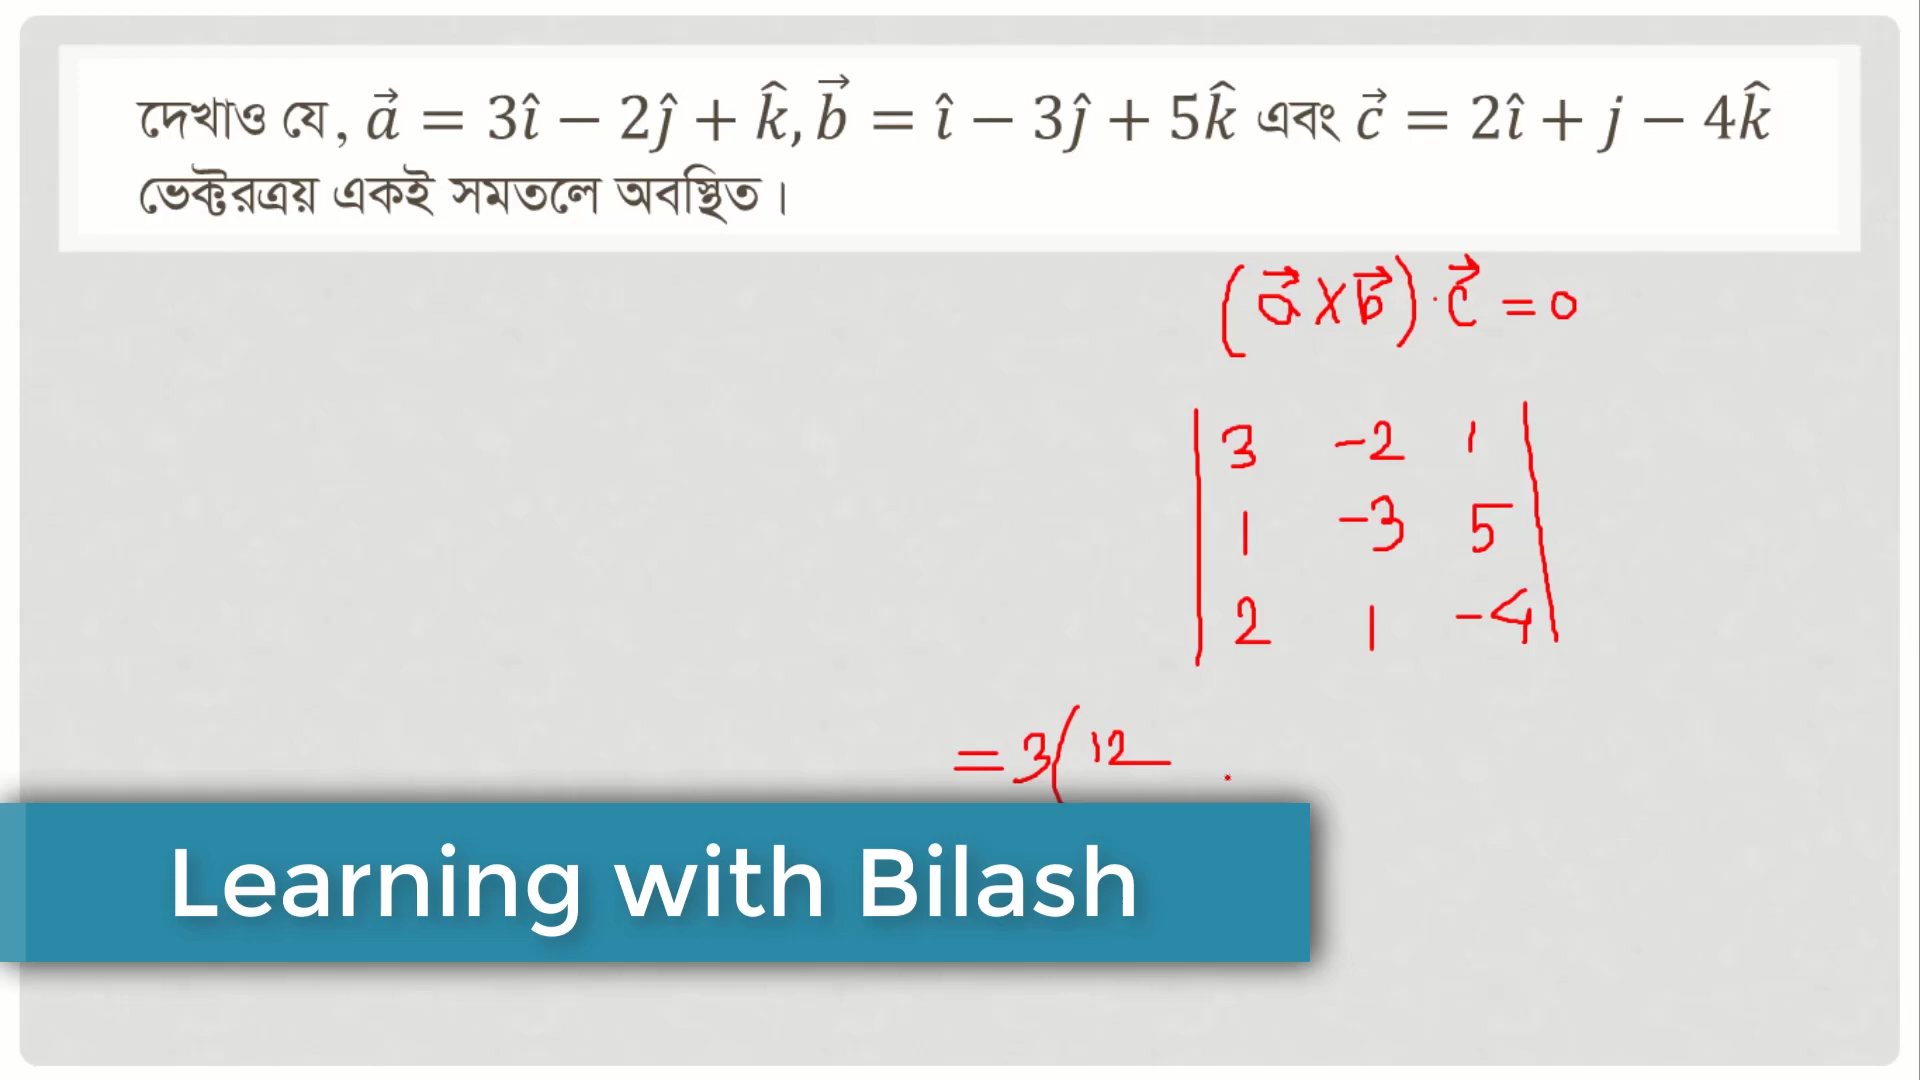 দেখাও যে, a⃗ = 3î − 2ĵ + k̂, b⃗ = î − 3ĵ + 5k̂ এবং c⃗ = 2î + j − 4k̂
ভেক্টরত্রয় একই সমতলে অবস্থিত।
(a⃗ × b⃗) · c⃗ = 0
| 3 -2 1 |
| 1 -3 5 |
| 2 1 -4 |
= 3 ( 12 —
Learning with Bilash